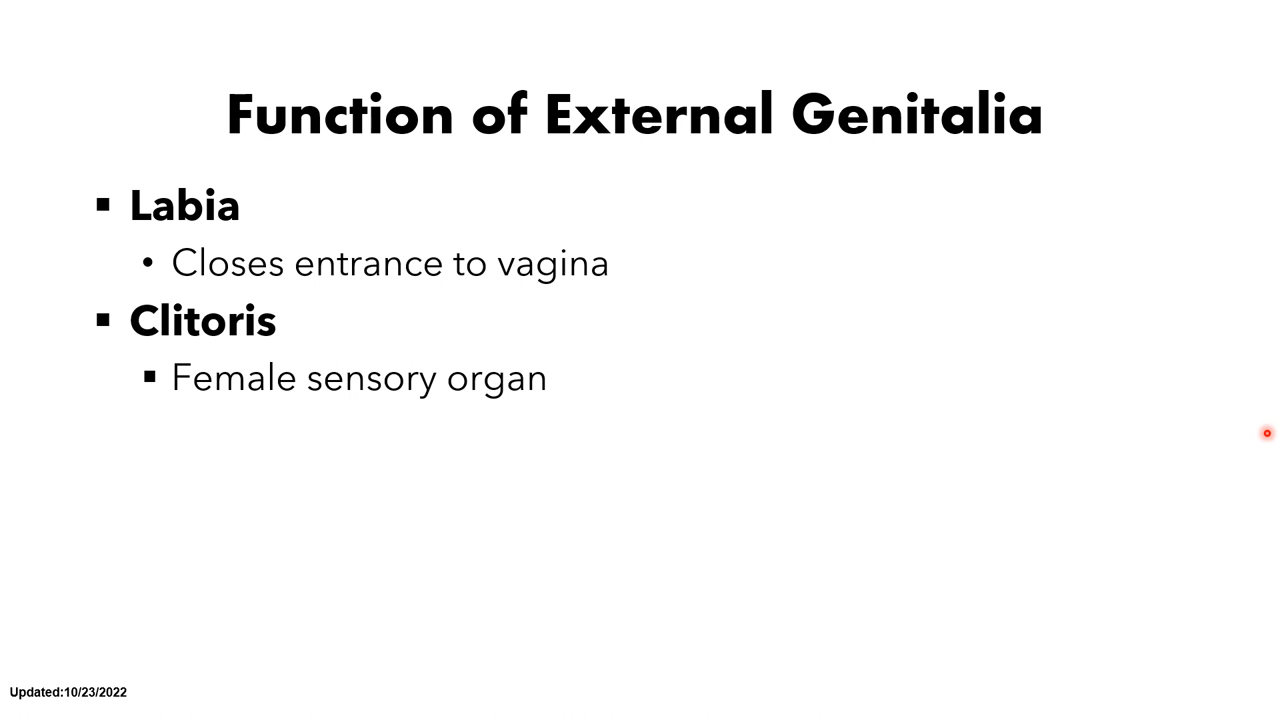 Function of External Genitalia
▪ Labia
• Closes entrance to vagina
▪ Clitoris
▪ Female sensory organ
Updated:10/23/2022